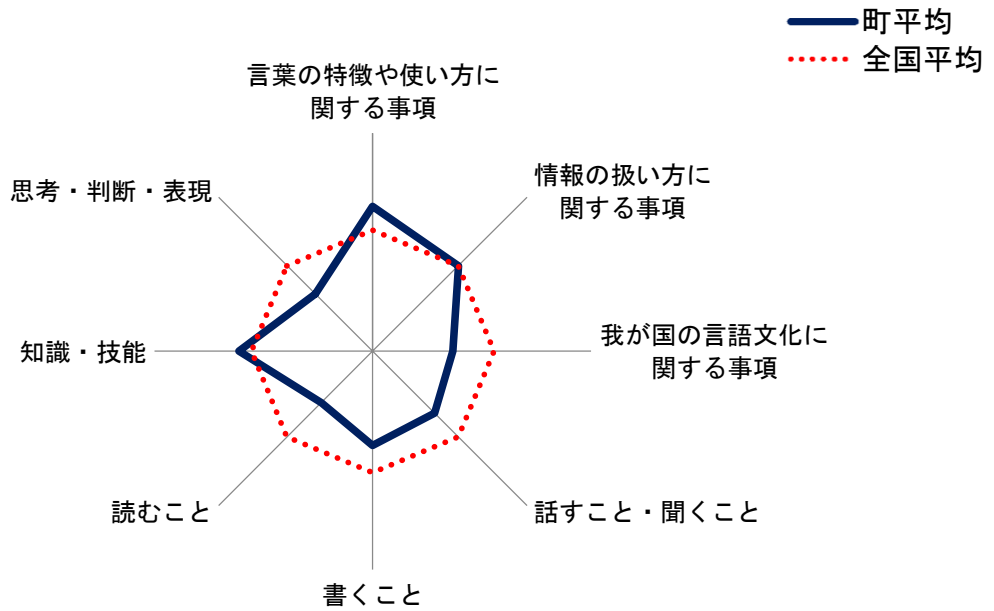 町平均
全国平均
言葉の特徴や使い方に
関する事項
情報の扱い方に
関する事項
我が国の言語文化に
関する事項
話すこと・聞くこと
書くこと
読むこと
知識・技能
思考・判断・表現